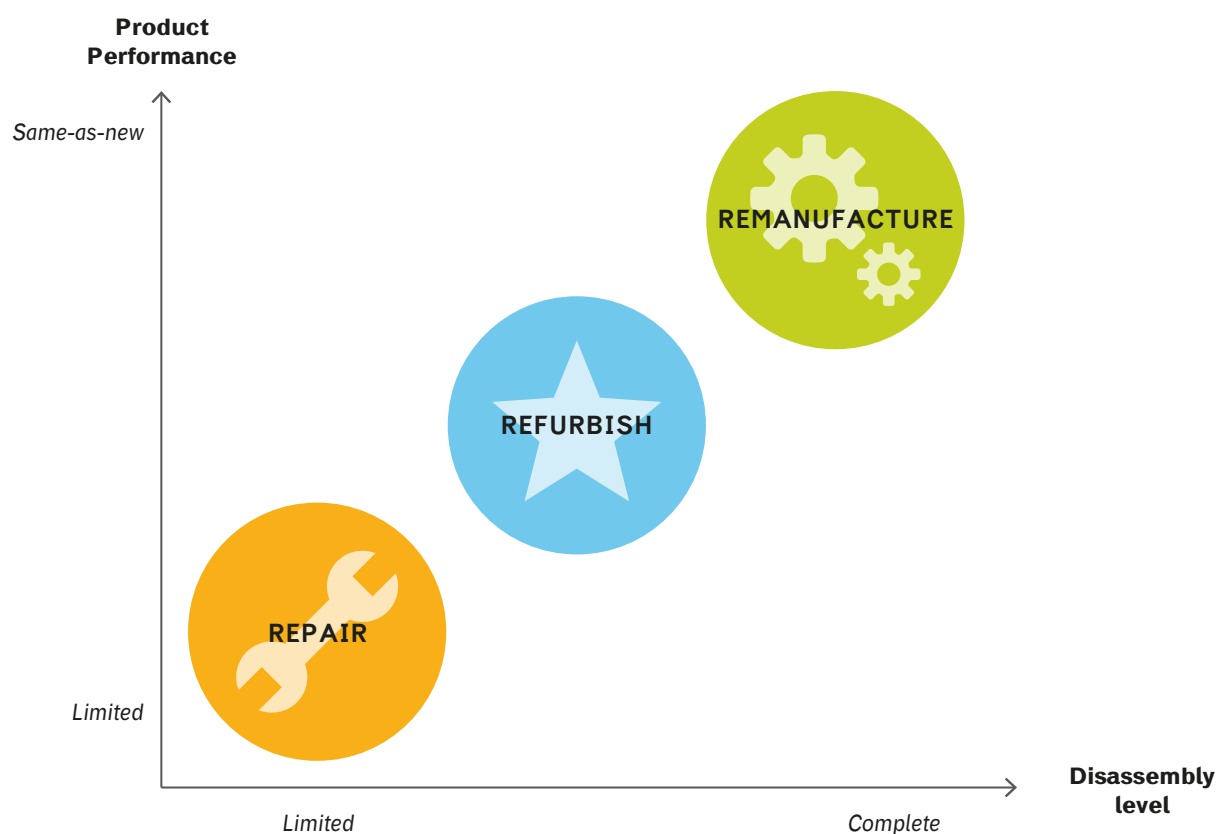 Product
Performance
Same-as-new
REMANUFACTURE
REFURBISH
REPAIR
Limited
Disassembly
level
Limited
Complete